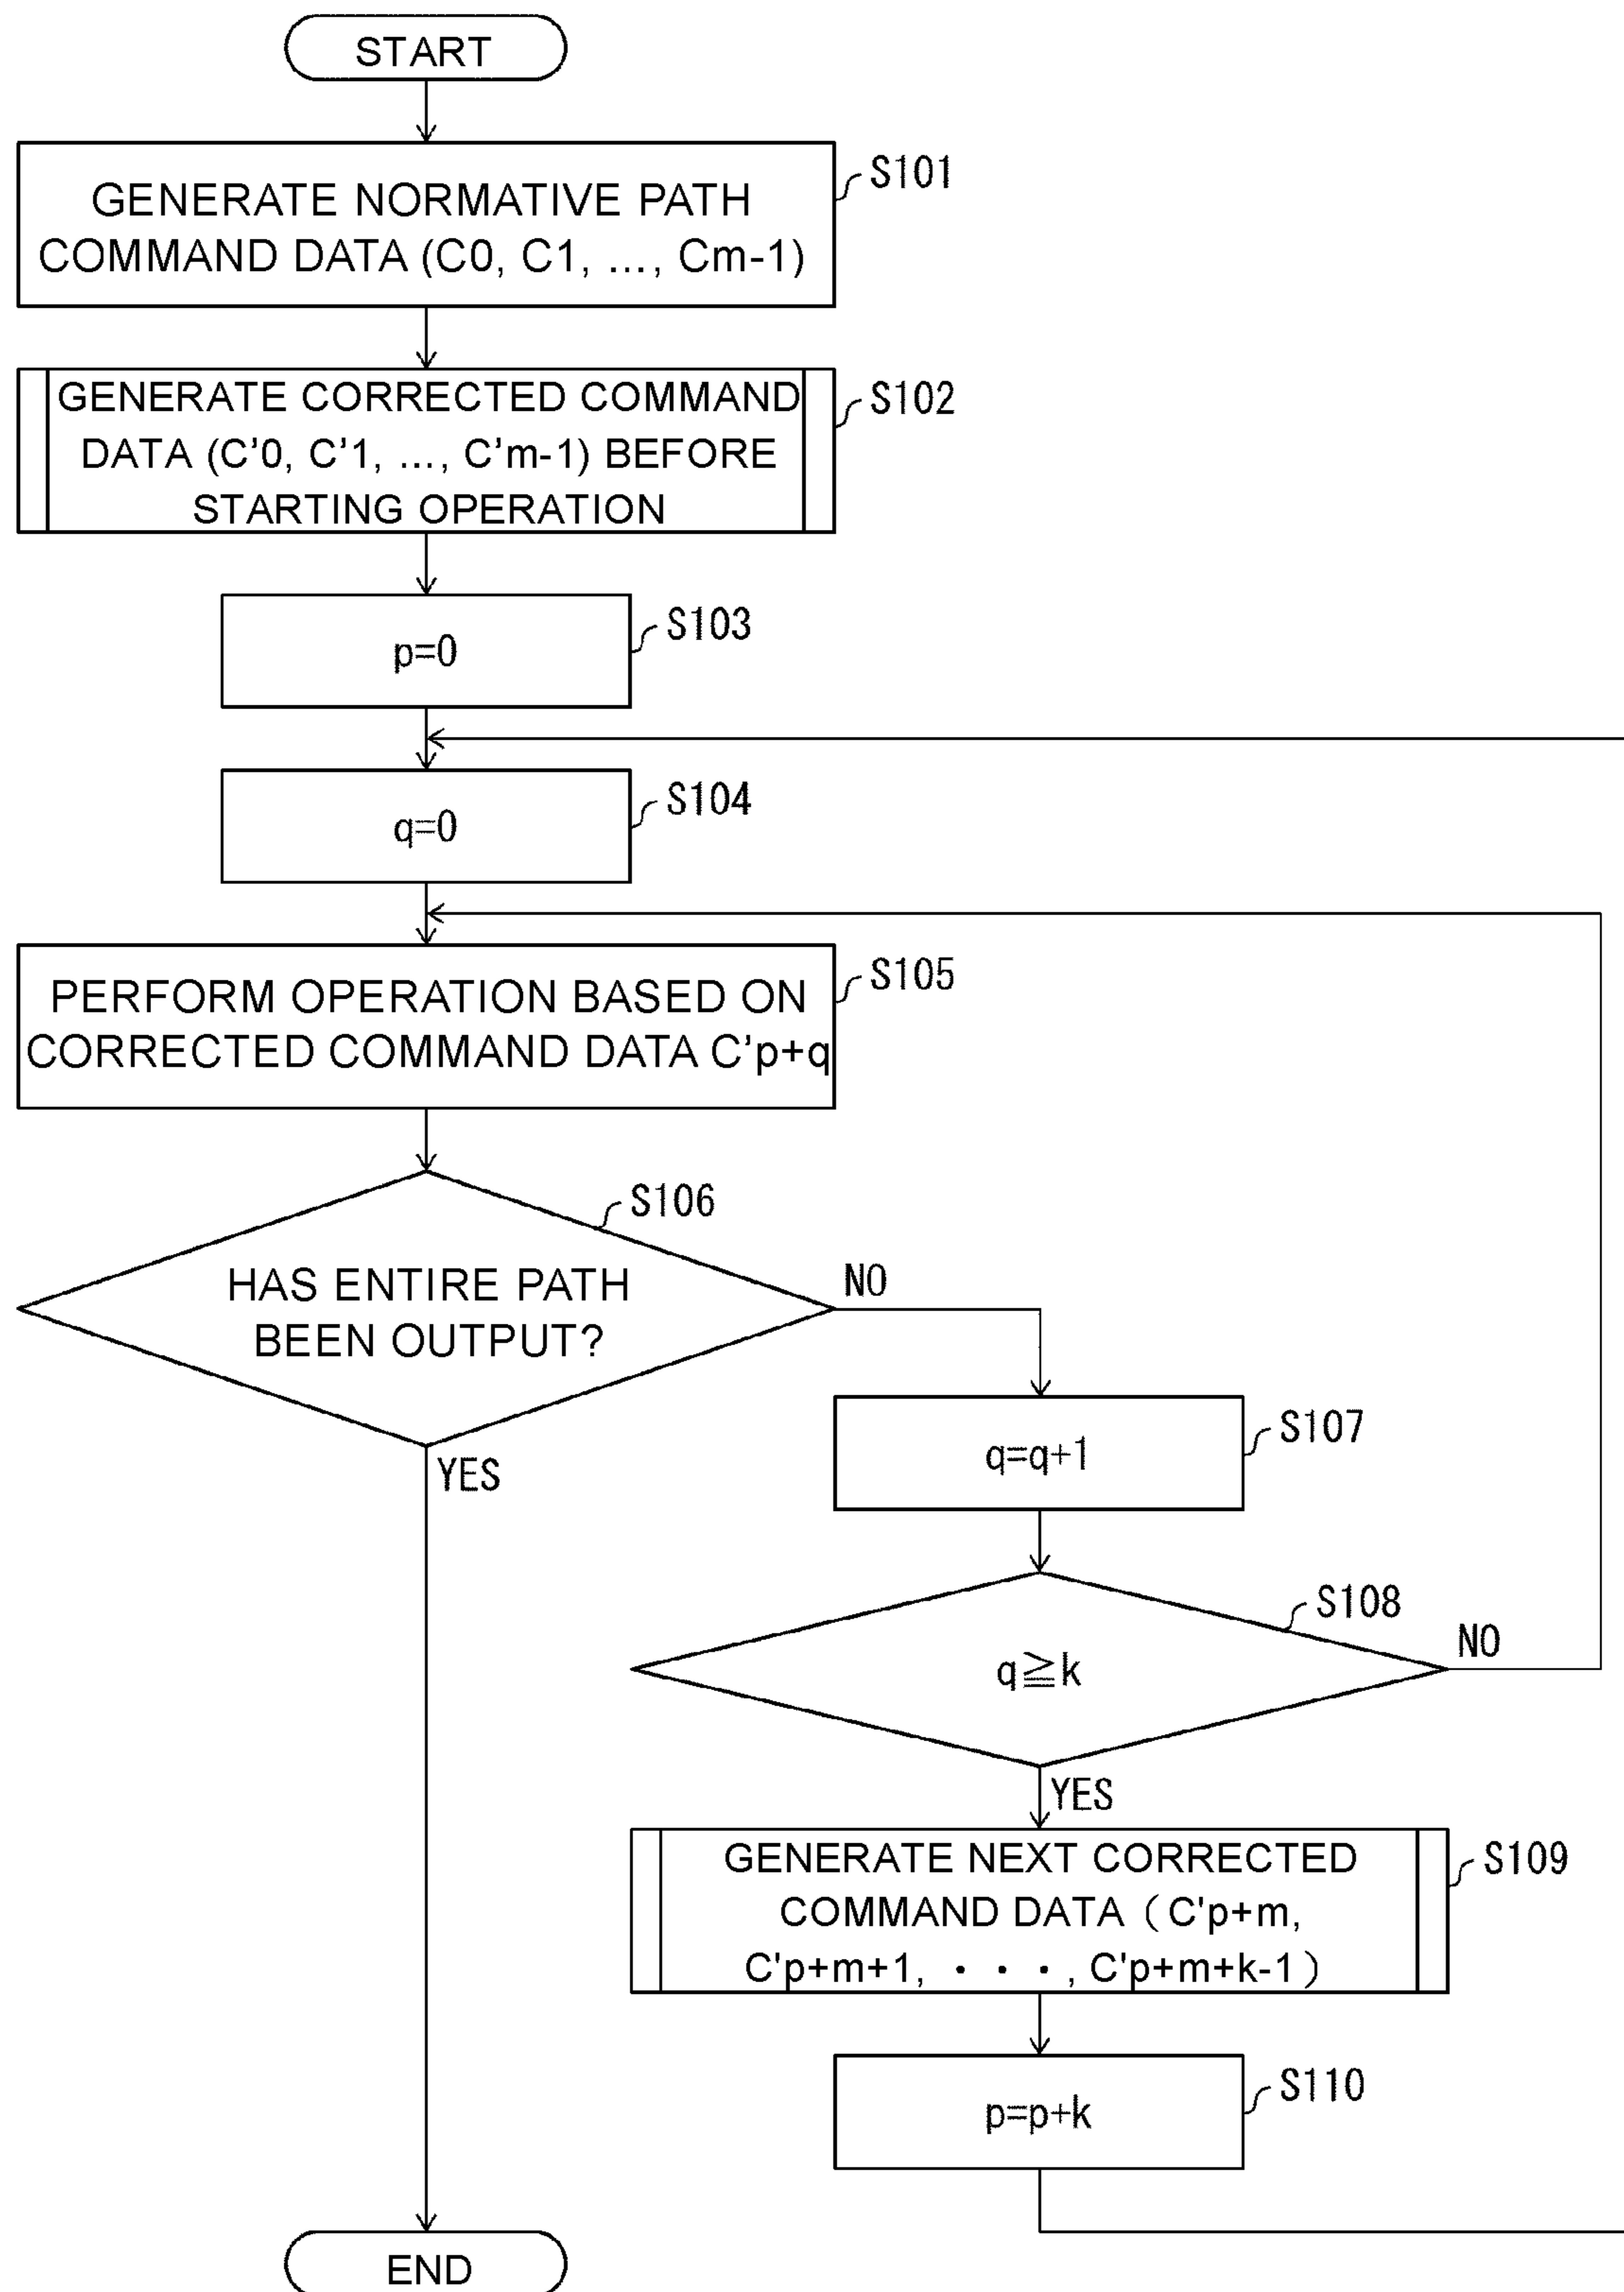 START
GENERATE NORMATIVE PATH
COMMAND DATA (C0, C1, ..., Cm-1)
S101
GENERATE CORRECTED COMMAND
DATA (C'0, C'1, ..., C'm-1) BEFORE
STARTING OPERATION
S102
p=0
S103
q=0
S104
PERFORM OPERATION BASED ON
CORRECTED COMMAND DATA C'p+q
S105
HAS ENTIRE PATH
BEEN OUTPUT?
S106
NO
YES
q=q+1
S107
q≧k
S108
NO
YES
GENERATE NEXT CORRECTED
COMMAND DATA (C'p+m,
C'p+m+1, ・・・, C'p+m+k-1)
S109
p=p+k
S110
END